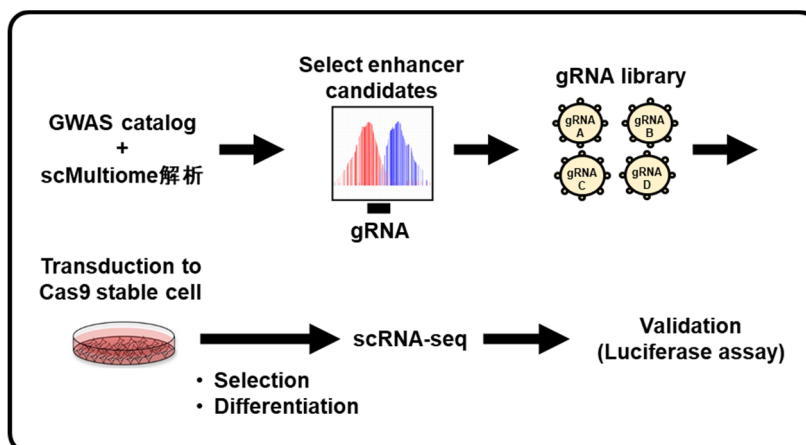 GWAS catalog
+
scMultiome解析
Select enhancer
candidates
gRNA
gRNA library
gRNA
A
gRNA
B
gRNA
C
gRNA
D
Transduction to
Cas9 stable cell
• Selection
• Differentiation
scRNA-seq
Validation
(Luciferase assay)